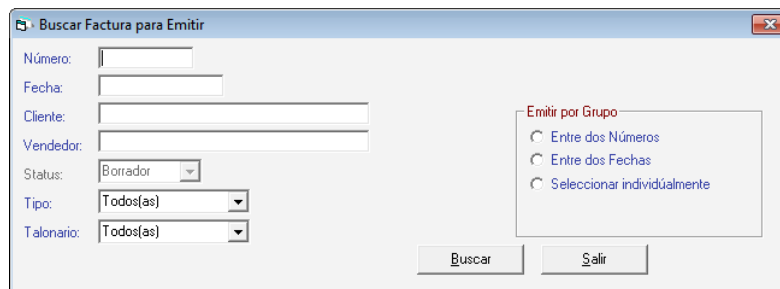 Buscar Factura para Emitir
Número:
Fecha:
Cliente:
Vendedor:
Status: Borrador
Tipo: Todos(as)
Talonario: Todos(as)
Emitir por Grupo
Entre dos Números
Entre dos Fechas
Seleccionar individúalmente
Buscar Salir